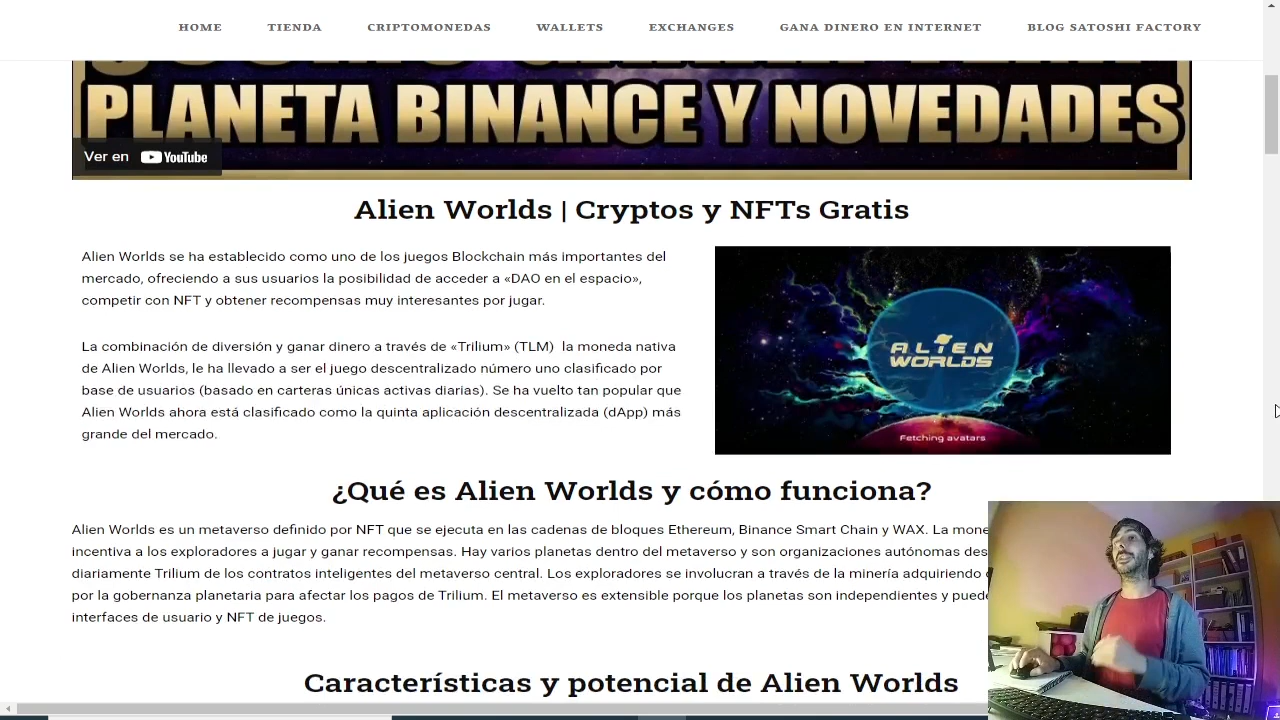 HOME TIENDA CRIPTOMONEDAS WALLETS EXCHANGES GANA DINERO EN INTERNET BLOG SATOSHI FACTORY
PLANETA BINANCE Y NOVEDADES
Ver en YouTube
Alien Worlds | Cryptos y NFTs Gratis
Alien Worlds se ha establecido como uno de los juegos Blockchain más importantes del
mercado, ofreciendo a sus usuarios la posibilidad de acceder a «DAO en el espacio»,
competir con NFT y obtener recompensas muy interesantes por jugar.
La combinación de diversión y ganar dinero a través de «Trilium» (TLM) la moneda nativa
de Alien Worlds, le ha llevado a ser el juego descentralizado número uno clasificado por
base de usuarios (basado en carteras únicas activas diarias). Se ha vuelto tan popular que
Alien Worlds ahora está clasificado como la quinta aplicación descentralizada (dApp) más
grande del mercado.
ALIEN
WORLDS
Fetching avatars
¿Qué es Alien Worlds y cómo funciona?
Alien Worlds es un metaverso definido por NFT que se ejecuta en las cadenas de bloques Ethereum, Binance Smart Chain y WAX. La mone
incentiva a los exploradores a jugar y ganar recompensas. Hay varios planetas dentro del metaverso y son organizaciones autónomas des
diariamente Trilium de los contratos inteligentes del metaverso central. Los exploradores se involucran a través de la minería adquiriendo
por la gobernanza planetaria para afectar los pagos de Trilium. El metaverso es extensible porque los planetas son independientes y puede
interfaces de usuario y NFT de juegos.
Características y potencial de Alien Worlds